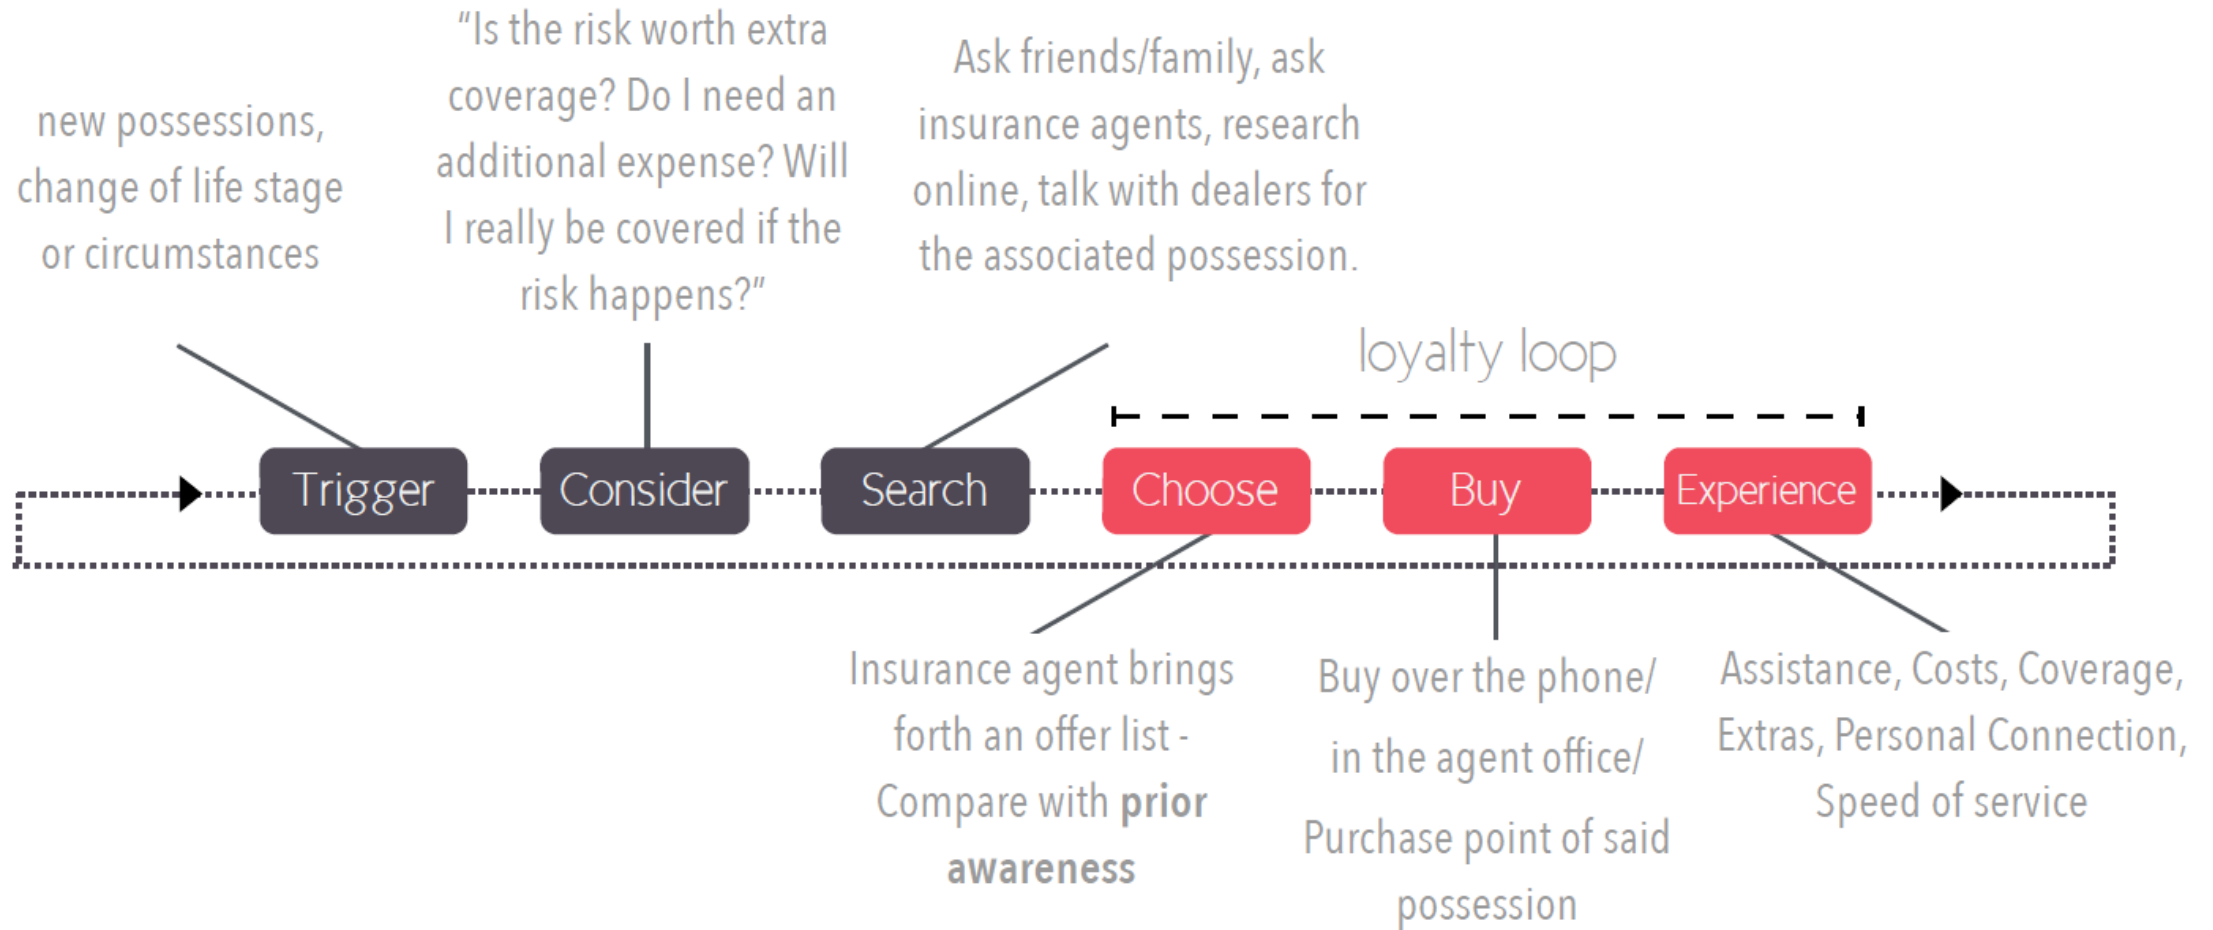 new possessions,
change of life stage
or circumstances
“Is the risk worth extra
coverage? Do I need an
additional expense? Will
I really be covered if the
risk happens?”
Ask friends/family, ask
insurance agents, research
online, talk with dealers for
the associated possession.
loyalty loop
Trigger
Consider
Search
Choose
Buy
Experience
Insurance agent brings
forth an offer list -
Compare with prior
awareness
Buy over the phone/
in the agent office/
Purchase point of said
possession
Assistance, Costs, Coverage,
Extras, Personal Connection,
Speed of service